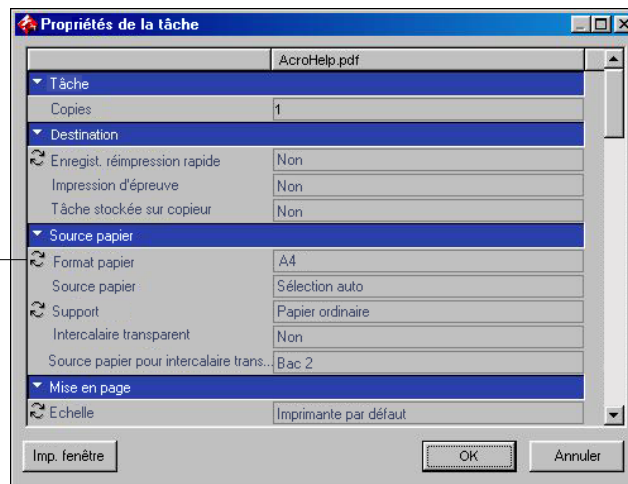 Propriétés de la tâche
AcroHelp.pdf
Tâche
Copies 1
Destination
Enregist. réimpression rapide Non
Impression d'épreuve Non
Tâche stockée sur copieur Non
Source papier
Format papier A4
Source papier Sélection auto
Support Papier ordinaire
Intercalaire transparent Non
Source papier pour intercalaire trans... Bac 2
Mise en page
Echelle Imprimante par défaut
Imp. fenêtre OK Annuler